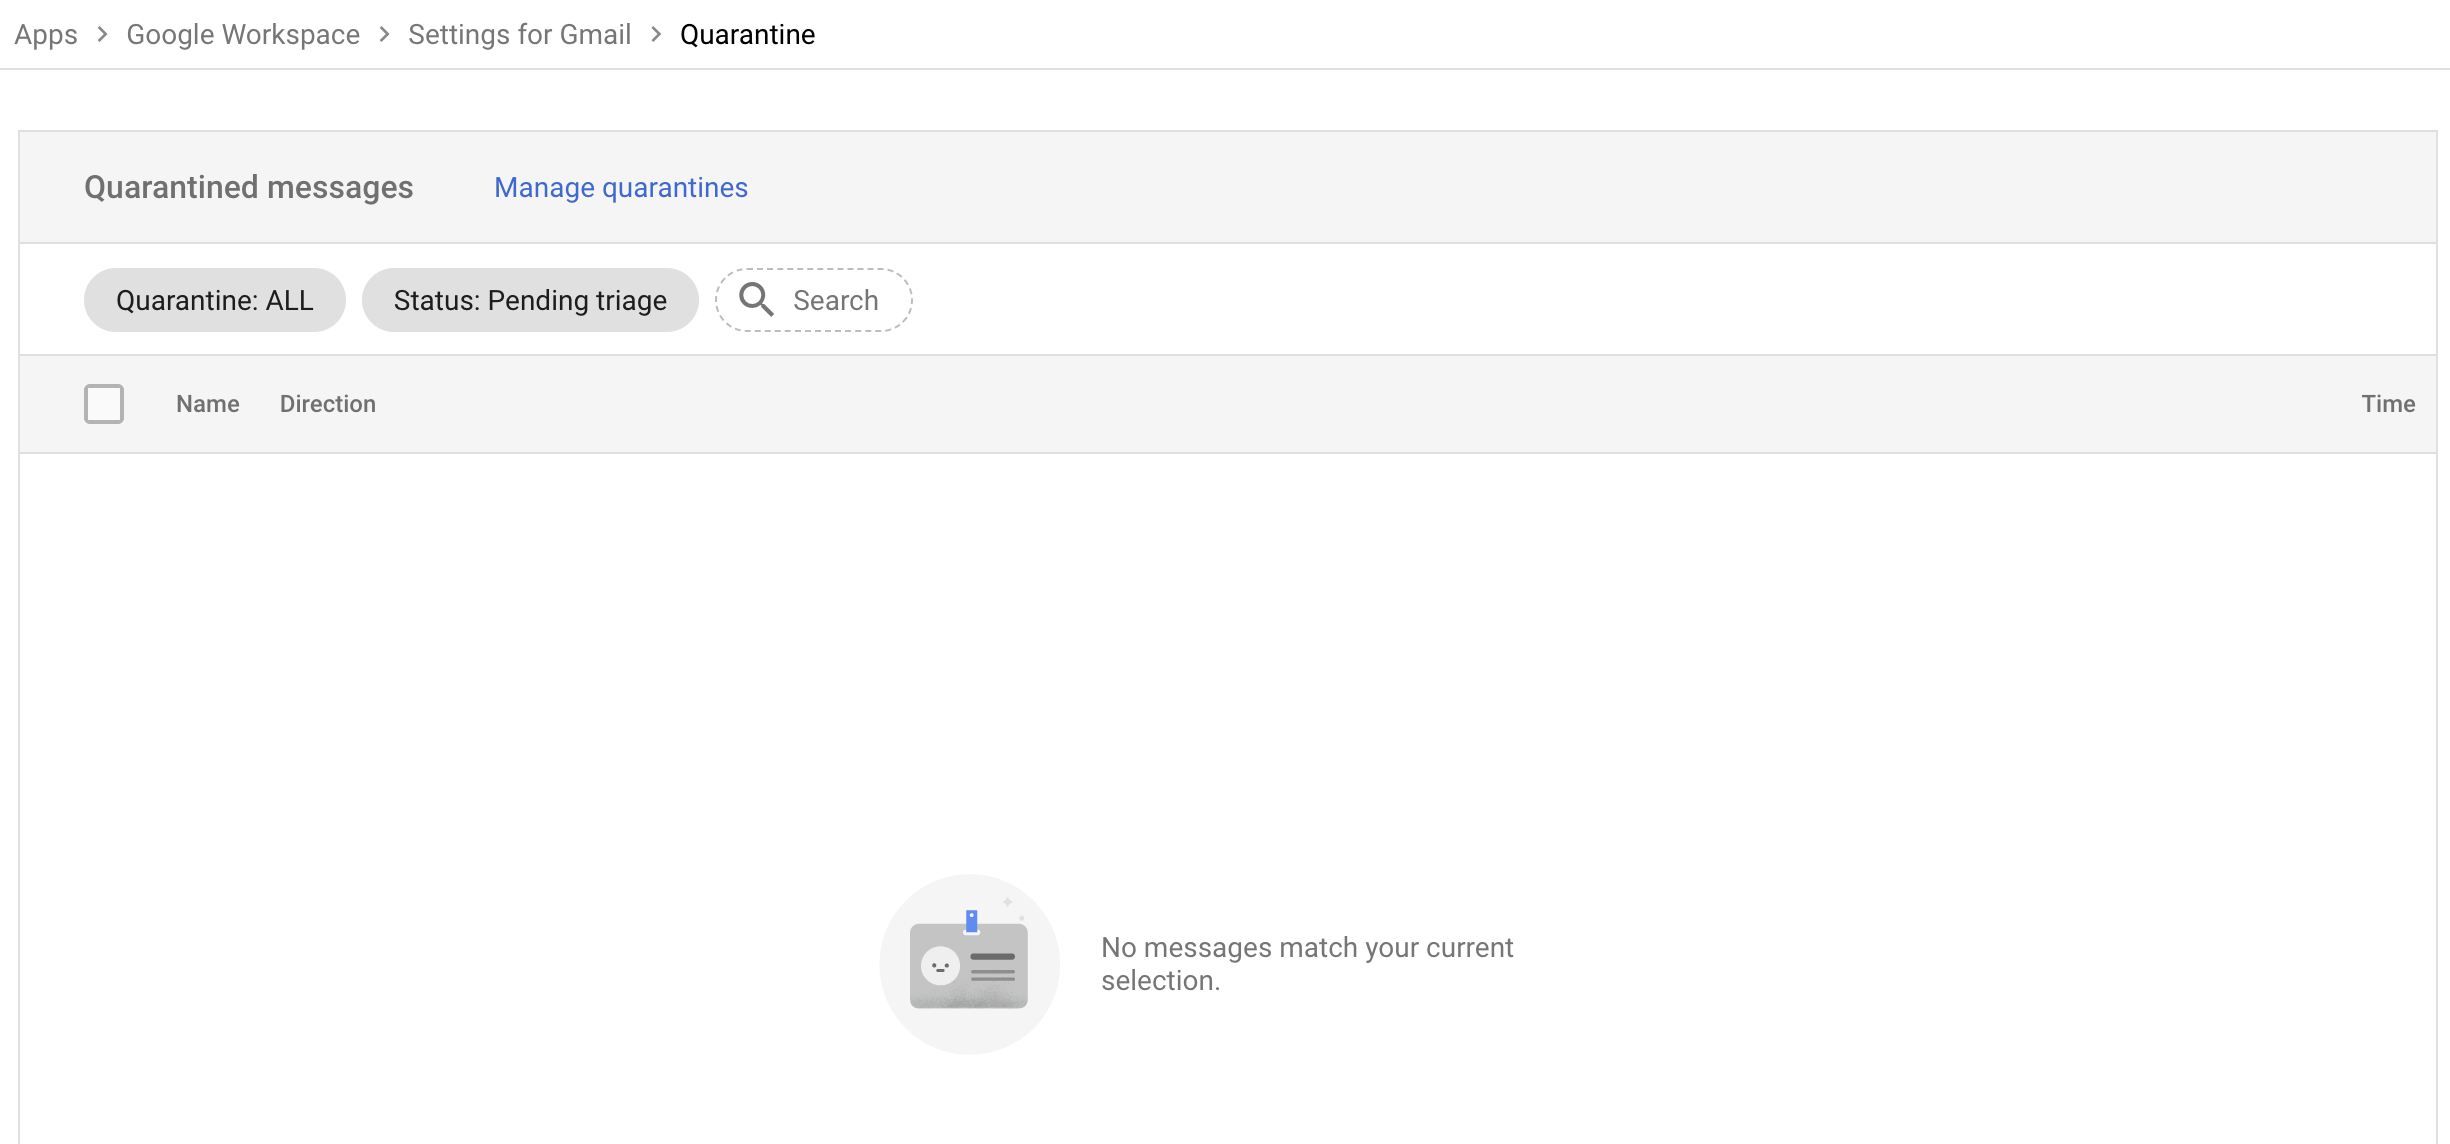 Apps > Google Workspace > Settings for Gmail > Quarantine
Quarantined messages Manage quarantines
Quarantine: ALL Status: Pending triage Search
Name Direction Time
No messages match your current
selection.